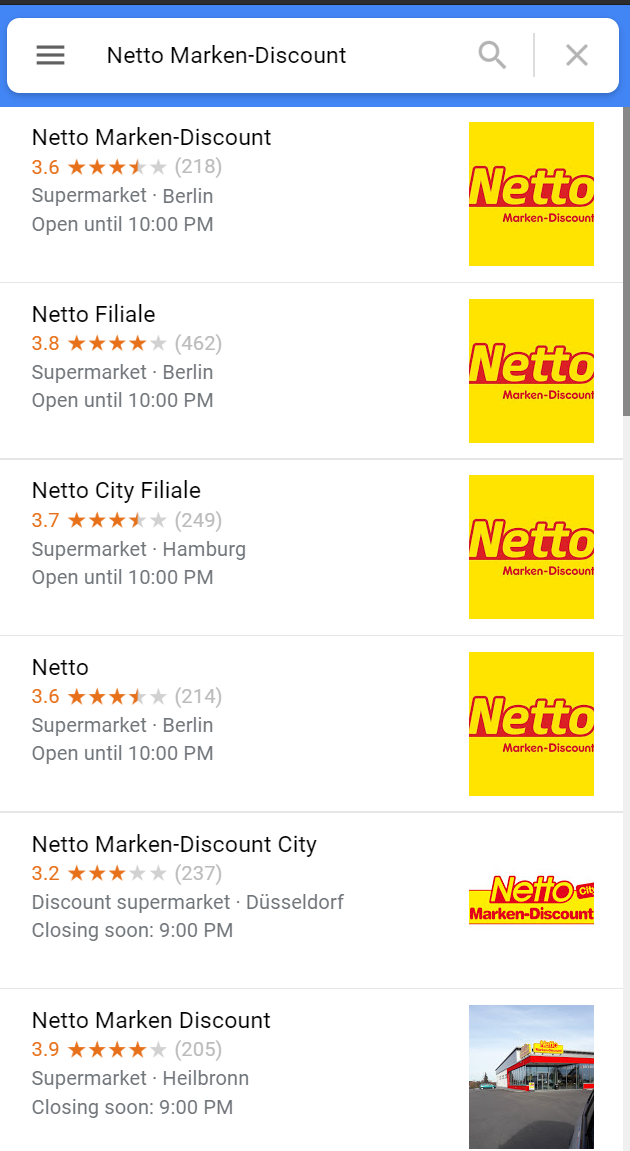 Netto Marken-Discount
Netto Marken-Discount
3.6 (218)
Supermarket · Berlin
Open until 10:00 PM
Netto
Marken-Discount
Netto Filiale
3.8 (462)
Supermarket · Berlin
Open until 10:00 PM
Netto
Marken-Discount
Netto City Filiale
3.7 (249)
Supermarket · Hamburg
Open until 10:00 PM
Netto
Marken-Discount
Netto
3.6 (214)
Supermarket · Berlin
Open until 10:00 PM
Netto
Marken-Discount
Netto Marken-Discount City
3.2 (237)
Discount supermarket · Düsseldorf
Closing soon: 9:00 PM
Netto City
Marken-Discount
Netto Marken Discount
3.9 (205)
Supermarket · Heilbronn
Closing soon: 9:00 PM
Netto
Marken-Discount